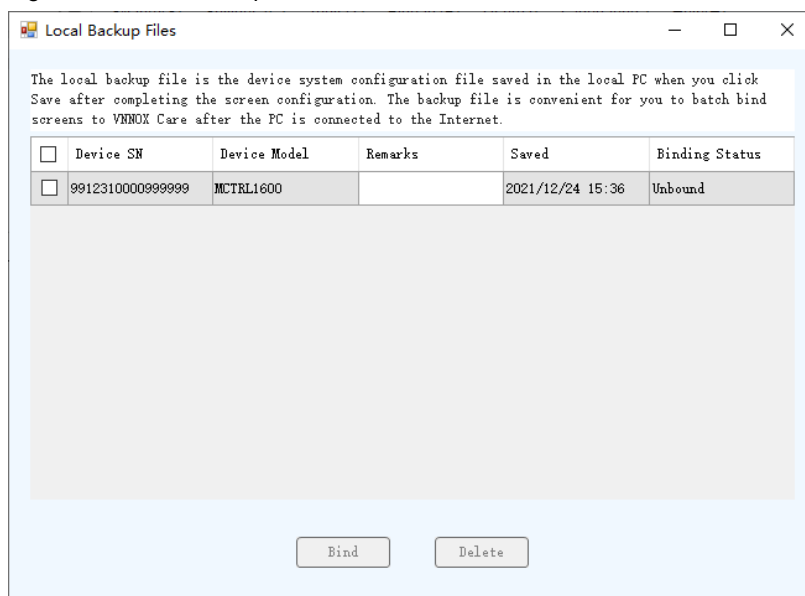 Local Backup Files
The local backup file is the device system configuration file saved in the local PC when you click
Save after completing the screen configuration. The backup file is convenient for you to batch bind
screens to VNNOX Care after the PC is connected to the Internet.
Device SN Device Model Remarks Saved Binding Status
9912310000999999 MCTRL1600 2021/12/24 15:36 Unbound
Bind Delete